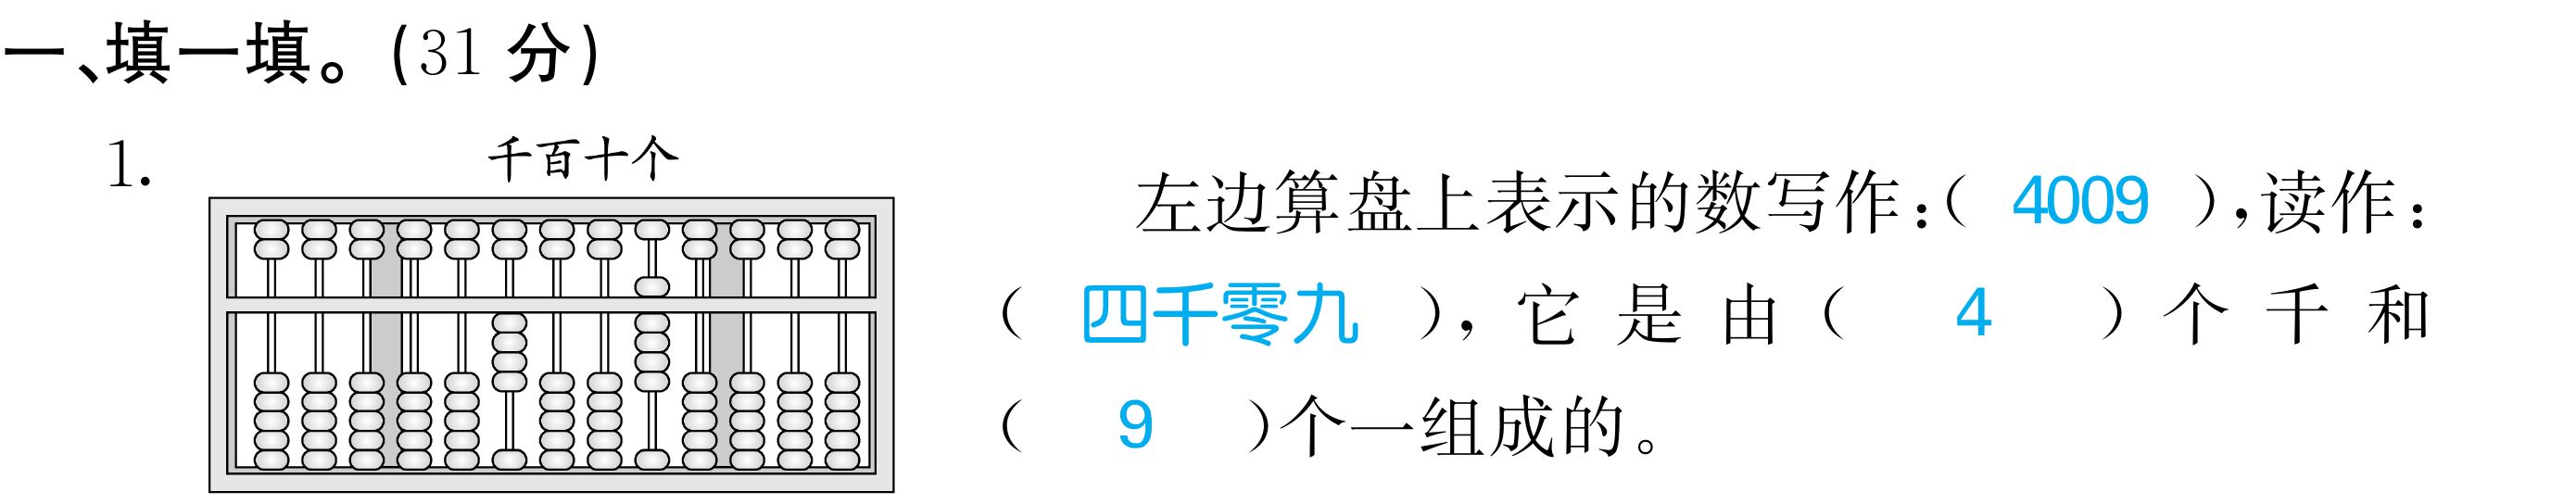 一、填一填。(31 分)
1.
千百十个
左边算盘上表示的数写作:( 4009 ),读作:
( 四千零九 ),它是由( 4 )个千和
( 9 )个一组成的。